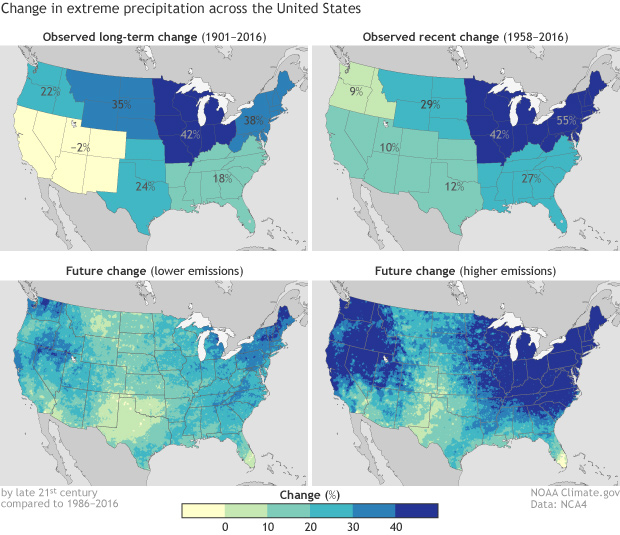 Change in extreme precipitation across the United States
Observed long-term change (1901–2016)
Observed recent change (1958–2016)
22%
35%
38%
42%
–2%
24%
18%
9%
29%
55%
42%
10%
12%
27%
Future change (lower emissions)
Future change (higher emissions)
by late 21st century
compared to 1986–2016
Change (%)
0 10 20 30 40
NOAA Climate.gov
Data: NCA4